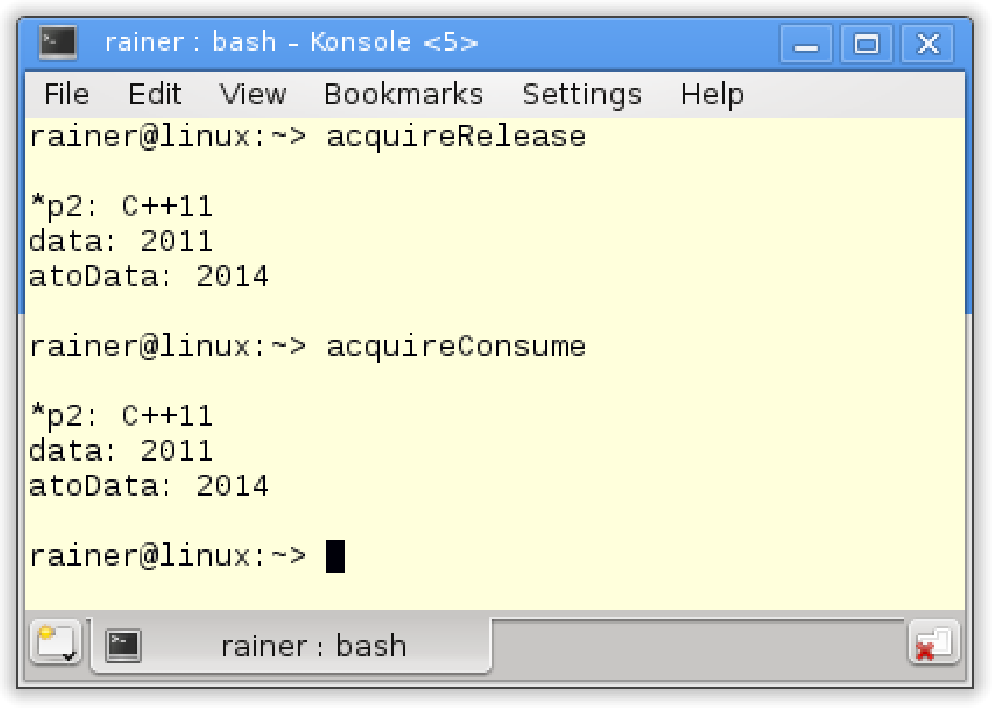 rainer : bash – Konsole <5>
File Edit View Bookmarks Settings Help
rainer@linux:~> acquireRelease
*p2: C++11
data: 2011
atoData: 2014
rainer@linux:~> acquireConsume
*p2: C++11
data: 2011
atoData: 2014
rainer@linux:~>
rainer : bash